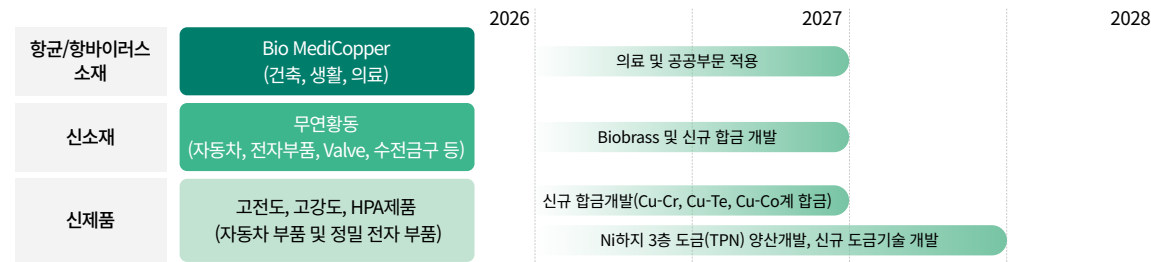 2026
2027
2028
항균/항바이러스
소재
Bio MediCopper
(건축, 생활, 의료)
의료 및 공공부문 적용
신소재
무연황동
(자동차, 전자부품, Valve, 수전금구 등)
Biobrass 및 신규 합금 개발
신제품
고전도, 고강도, HPA제품
(자동차 부품 및 정밀 전자 부품)
신규 합금개발(Cu-Cr, Cu-Te, Cu-Co계 합금)
Ni하지 3층 도금(TPN) 양산개발, 신규 도금기술 개발